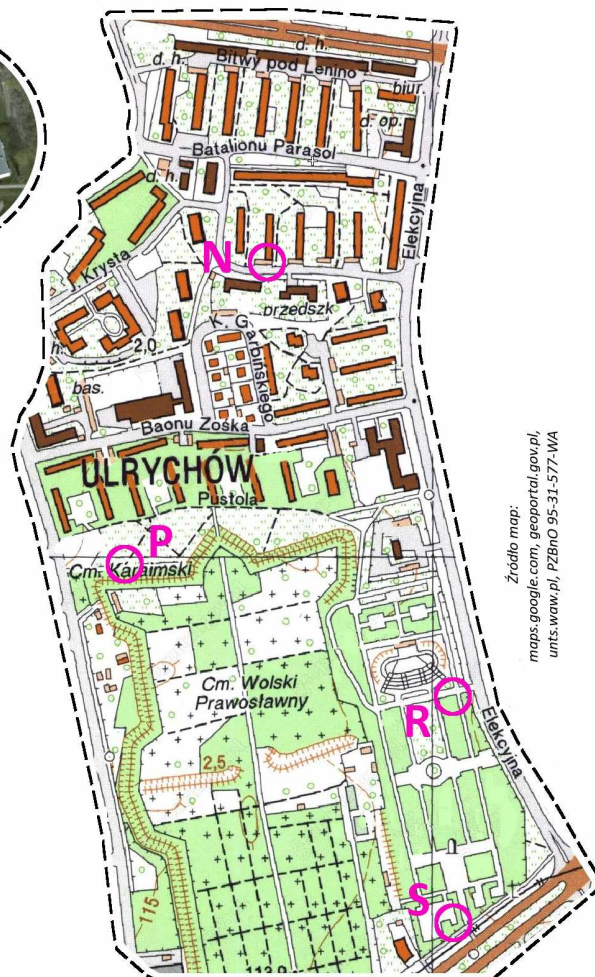 d. h.
d. h.
Bitwy pod Lenino
biur.
d. op.
Batalionu Parasol
d. h.
Elekcyjna
N
J. Krysta
przedszk.
K. Garbińskiego
2,0
h.
bas.
Baonu Zośka
ULRYCHÓW
Pustola
P
Cm. Karaimski
Źródło map:
maps.google.com, geoportal.gov.pl,
unts.waw.pl, PZBnO 95-31-577-WA
Cm. Wolski
Prawosławny
R
Elekcyjna
2,5
S
115
113,9